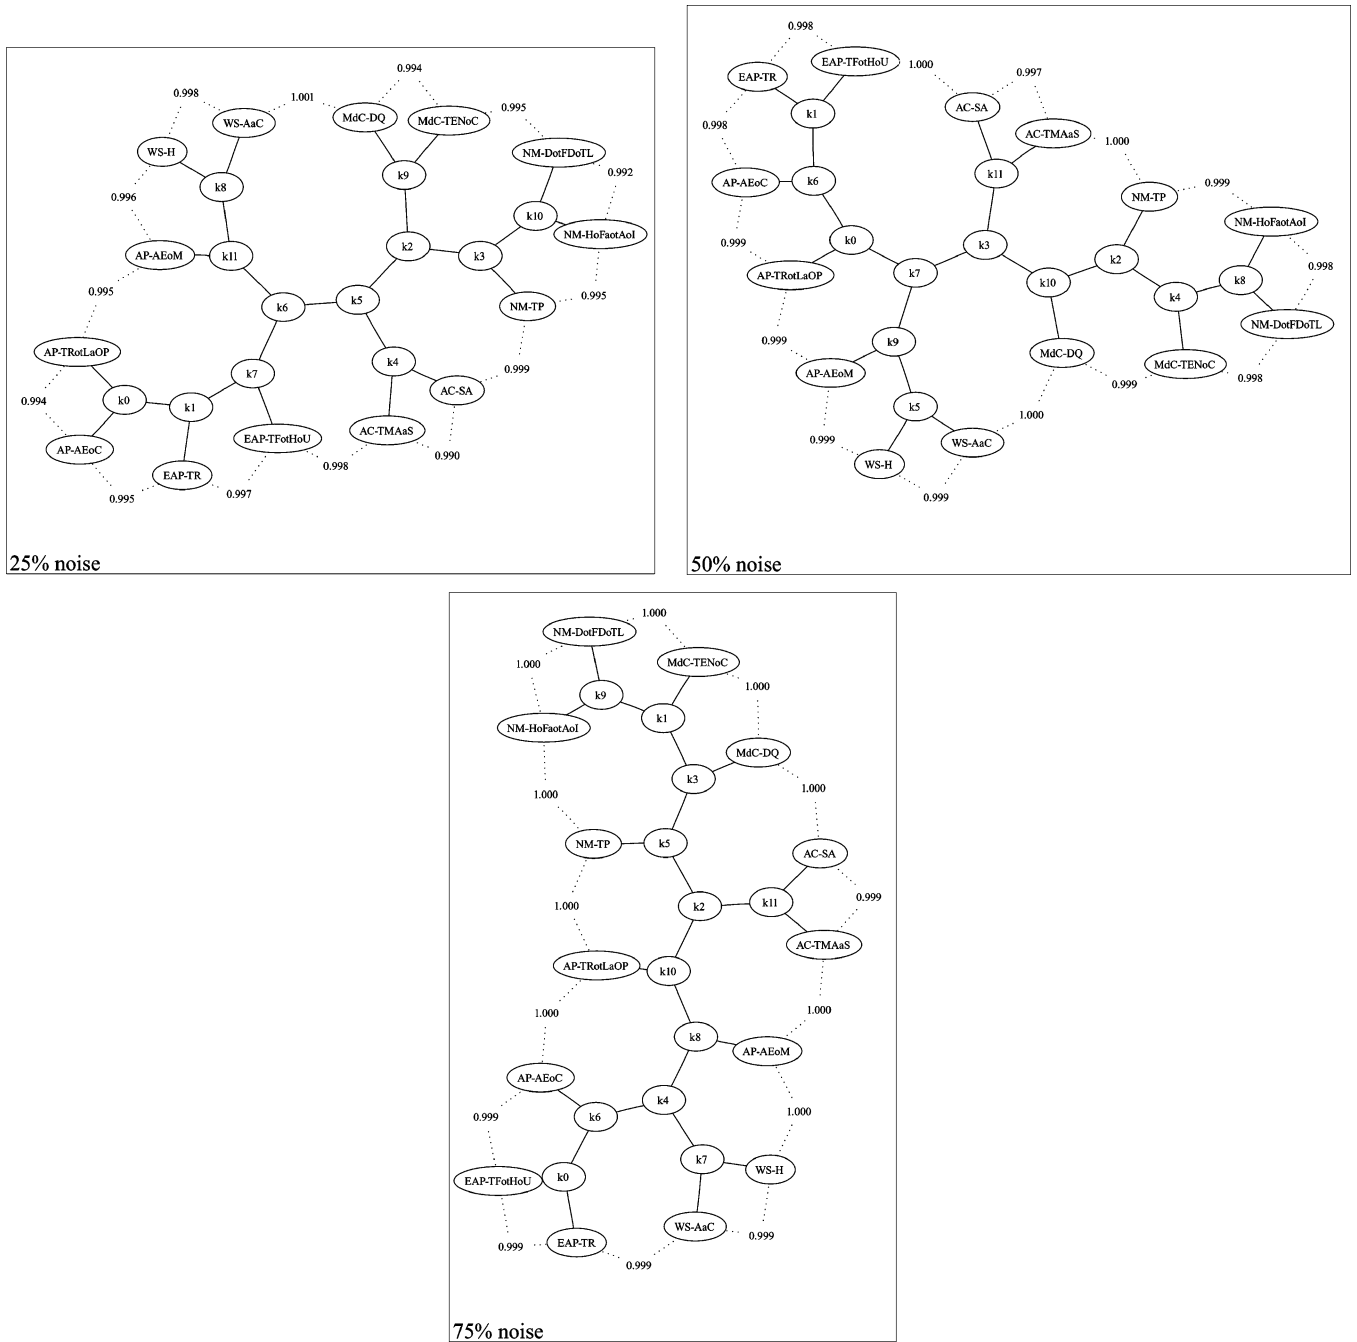 0.994
0.998
1.001
0.995
MdC-DQ
MdC-TENoC
WS-AaC
WS-H
NM-DotFDoTL
0.992
k8
k9
0.996
k10
NM-HoFaotAoI
AP-AEoM
k11
k2
k3
0.995
k6
k5
NM-TP
0.995
AP-TRotLaOP
k7
k4
0.999
AC-SA
0.994
k0
k1
EAP-TFotHoU
AC-TMAaS
AP-AEoC
0.998
0.990
EAP-TR
0.995
0.997
25% noise
0.998
EAP-TFotHoU
1.000
0.997
EAP-TR
AC-SA
k1
0.998
AC-TMAaS
1.000
AP-AEoC
k6
k11
0.999
NM-TP
NM-HoFaotAoI
0.999
k0
k3
k2
0.998
AP-TRotLaOP
k7
k10
k4
k8
NM-DotFDoTL
0.999
k9
MdC-DQ
MdC-TENoC
AP-AEoM
0.999
0.998
k5
1.000
0.999
WS-AaC
WS-H
0.999
50% noise
1.000
NM-DotFDoTL
1.000
MdC-TENoC
1.000
k9
k1
NM-HoFaotAoI
MdC-DQ
k3
1.000
1.000
NM-TP
k5
AC-SA
1.000
k2
k11
0.999
AC-TMAaS
AP-TRotLaOP
k10
1.000
1.000
k8
AP-AEoM
AP-AEoC
k4
0.999
k6
1.000
k7
WS-H
EAP-TFotHoU
k0
WS-AaC
0.999
EAP-TR
0.999
0.999
75% noise